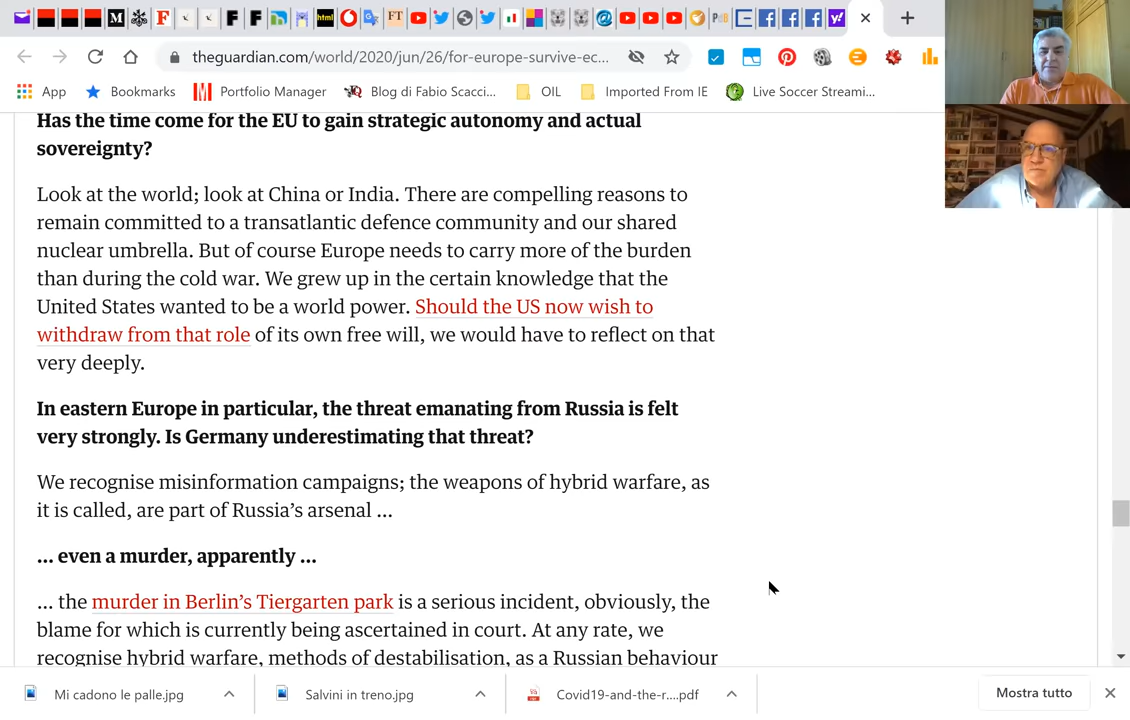 M
F
F
F
html
FT
theguardian.com/world/2020/jun/26/for-europe-survive-ec...
App
Bookmarks
Portfolio Manager
Blog di Fabio Scacci...
OIL
Imported From IE
Live Soccer Streami...
Has the time come for the EU to gain strategic autonomy and actual
sovereignty?
Look at the world; look at China or India. There are compelling reasons to
remain committed to a transatlantic defence community and our shared
nuclear umbrella. But of course Europe needs to carry more of the burden
than during the cold war. We grew up in the certain knowledge that the
United States wanted to be a world power. Should the US now wish to
withdraw from that role of its own free will, we would have to reflect on that
very deeply.
In eastern Europe in particular, the threat emanating from Russia is felt
very strongly. Is Germany underestimating that threat?
We recognise misinformation campaigns; the weapons of hybrid warfare, as
it is called, are part of Russia’s arsenal ...
... even a murder, apparently ...
... the murder in Berlin’s Tiergarten park is a serious incident, obviously, the
blame for which is currently being ascertained in court. At any rate, we
recognise hybrid warfare, methods of destabilisation, as a Russian behaviour
Mi cadono le palle.jpg
Salvini in treno.jpg
Covid19-and-the-r....pdf
Mostra tutto